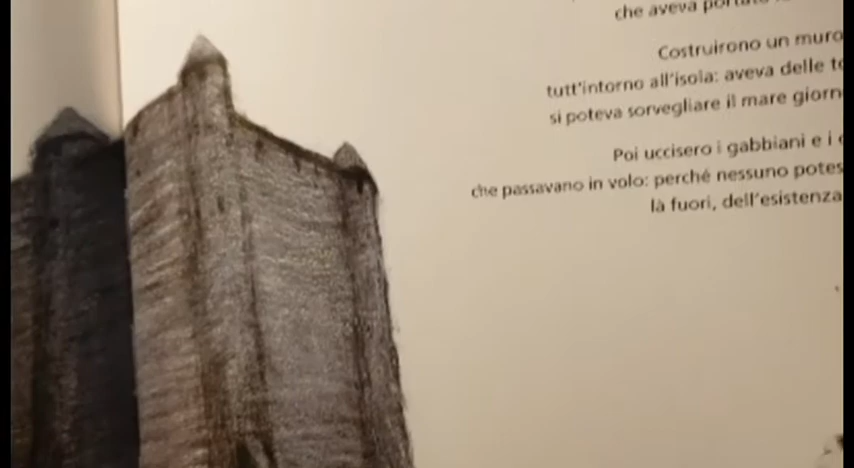 che aveva
Costruirono un muro
tutt'intorno all'isola: aveva delle
si poteva sorvegliare il mare
Poi uccisero i gabbiani e i
che passavano in volo: perché nessuno
là fuori, dell'esistenza